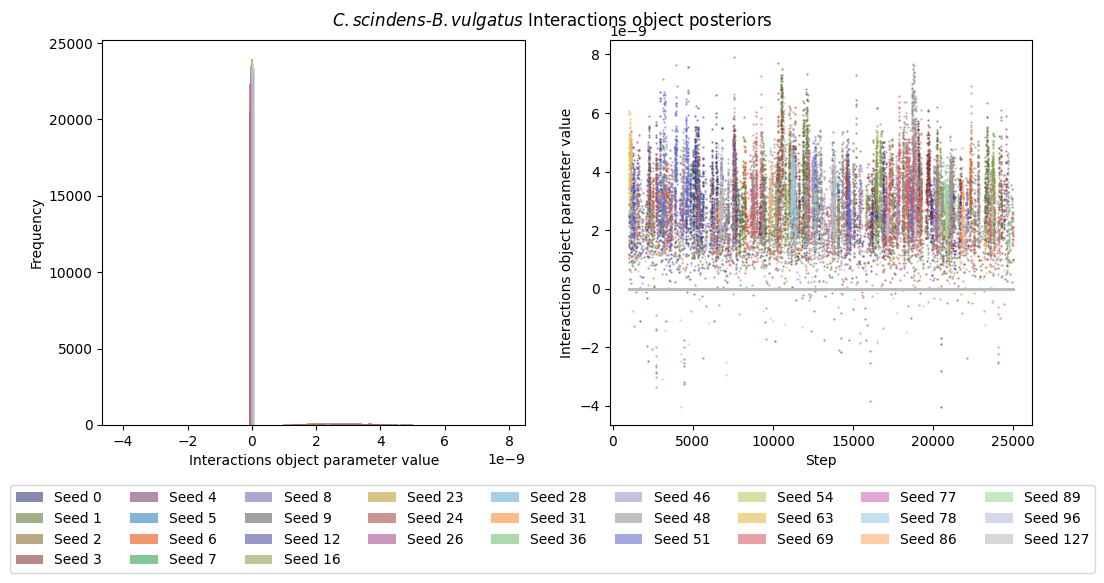 C. scindens-B. vulgatus Interactions object posteriors
25000
20000
15000
10000
5000
0
Frequency
−4 −2 0 2 4 6 8
1e−9
Interactions object parameter value
1e−9
8
6
4
2
0
−2
−4
Interactions object parameter value
0 5000 10000 15000 20000 25000
Step
Seed 0 Seed 4 Seed 8 Seed 23 Seed 28 Seed 46 Seed 54 Seed 77 Seed 89
Seed 1 Seed 5 Seed 9 Seed 24 Seed 31 Seed 48 Seed 63 Seed 78 Seed 96
Seed 2 Seed 6 Seed 12 Seed 26 Seed 36 Seed 51 Seed 69 Seed 86 Seed 127
Seed 3 Seed 7 Seed 16